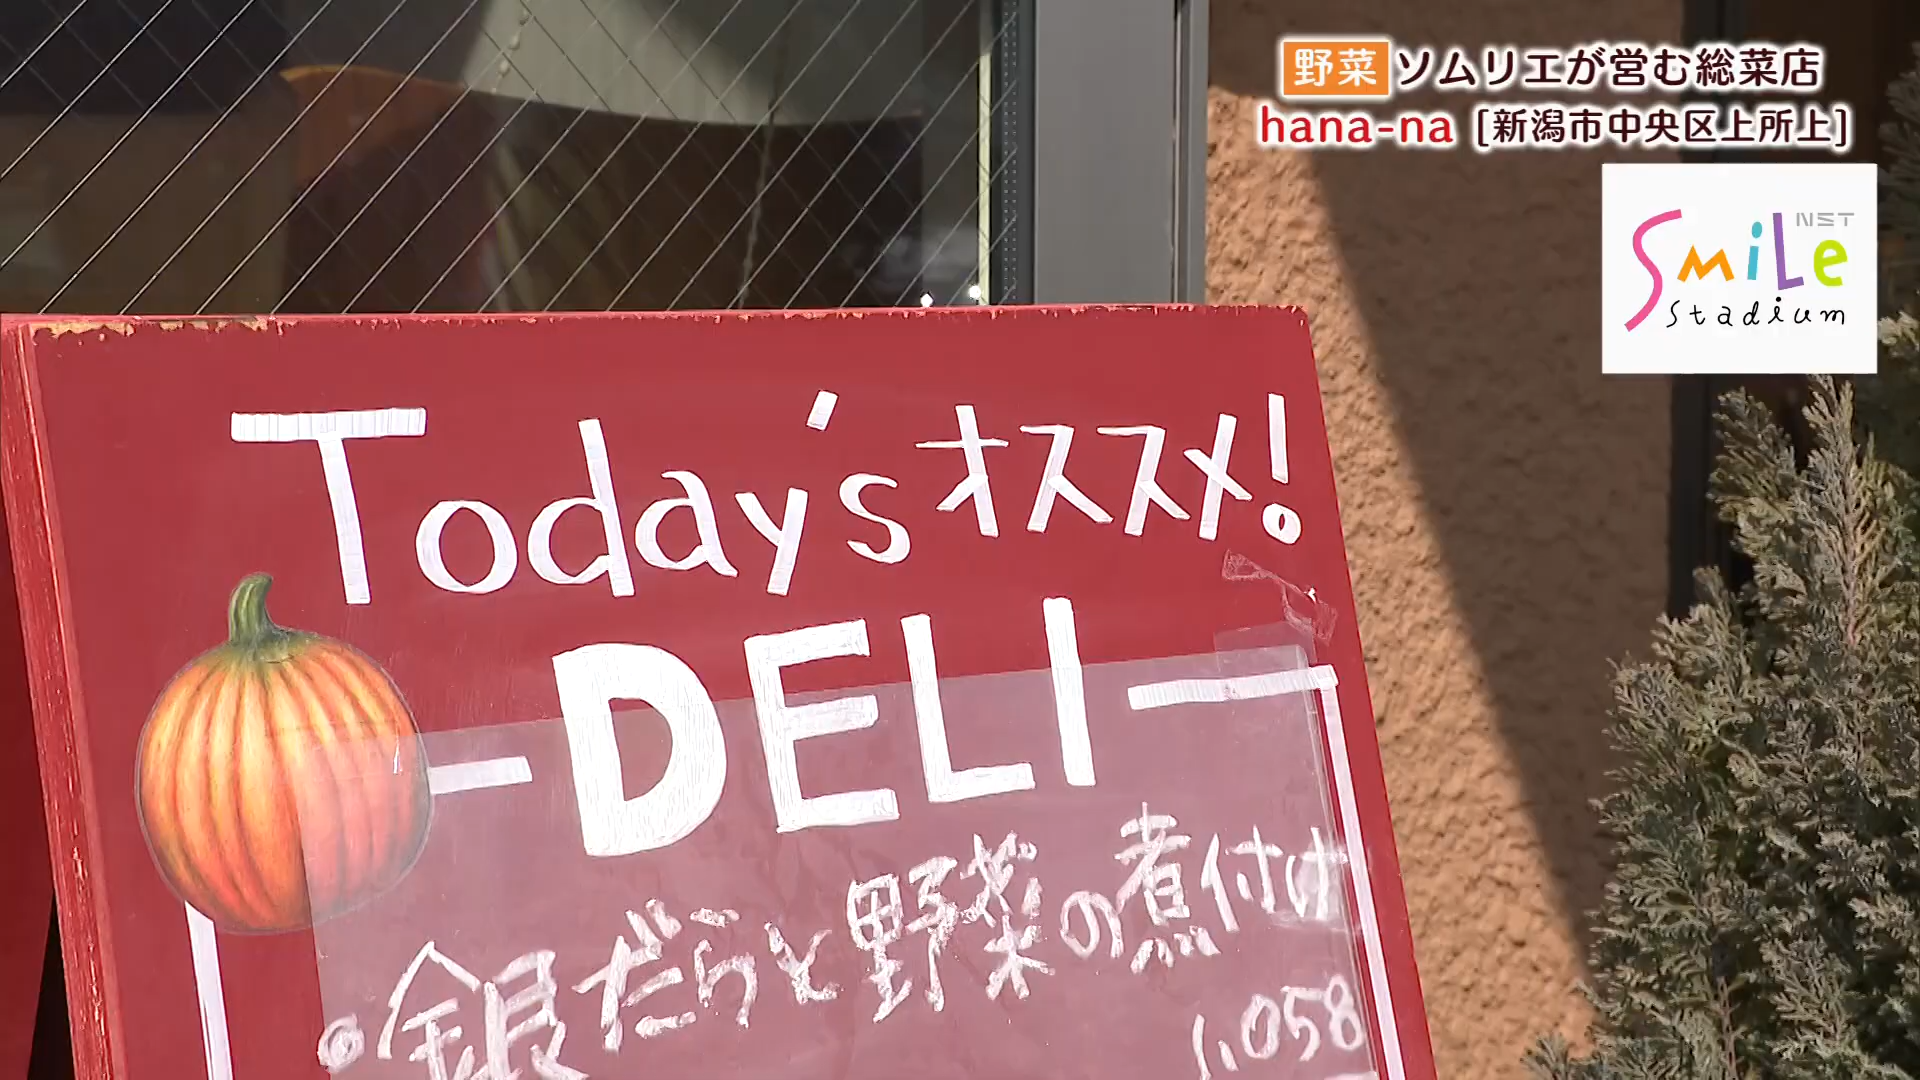 野菜ソムリエが営む総菜店
hana-na [新潟市中央区上所上]
NST
Smile
Stadium
Today's オススメ!
-DELI-
銀だらと野菜の煮付け
1,058